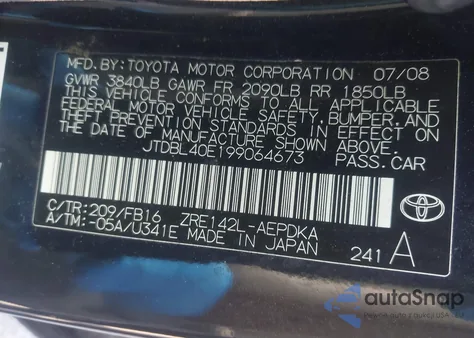 MFD. BY: TOYOTA MOTOR CORPORATION 07/08
GVWR 3840LB GAWR FR 2090LB RR 1850LB
THIS VEHICLE CONFORMS TO ALL APPLICABLE
FEDERAL MOTOR VEHICLE SAFETY, BUMPER, AND
THEFT PREVENTION STANDARDS IN EFFECT ON
THE DATE OF MANUFACTURE SHOWN ABOVE.
JTDBL40E199064673 PASS. CAR
C/TR: 209/FB16 ZRE142L-AEPDKA
A/TM: -05A/U341E MADE IN JAPAN
241 A
autoSnap